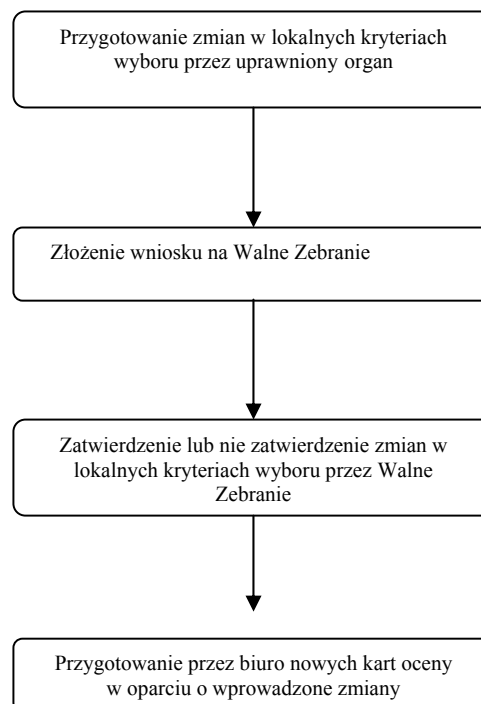 Przygotowanie zmian w lokalnych kryteriach
wyboru przez uprawniony organ
Złożenie wniosku na Walne Zebranie
Zatwierdzenie lub nie zatwierdzenie zmian w
lokalnych kryteriach wyboru przez Walne
Zebranie
Przygotowanie przez biuro nowych kart oceny
w oparciu o wprowadzone zmiany